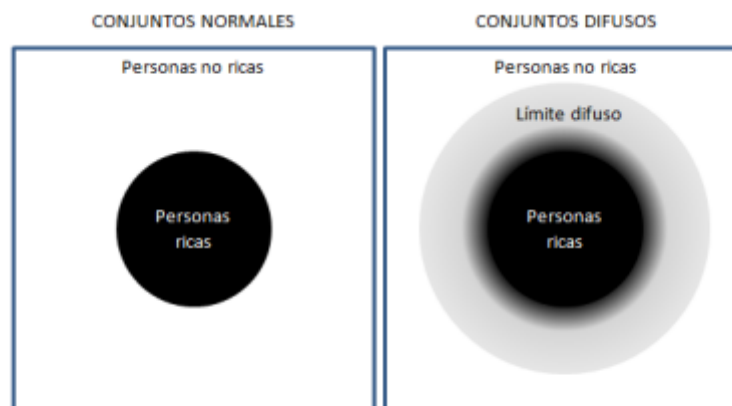 CONJUNTOS NORMALES
Personas no ricas
Personas
ricas
CONJUNTOS DIFUSOS
Personas no ricas
Límite difuso
Personas
ricas